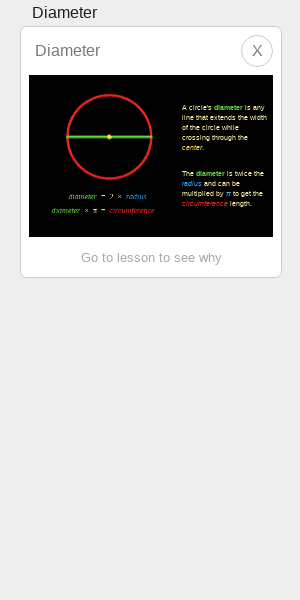 Diameter
Diameter
X
A circle's diameter is any
line that extends the width
of the circle while
crossing through the
center.
The diameter is twice the
radius and can be
multiplied by π to get the
circumference length.
diameter = 2 × radius
diameter × π = circumference
Go to lesson to see why